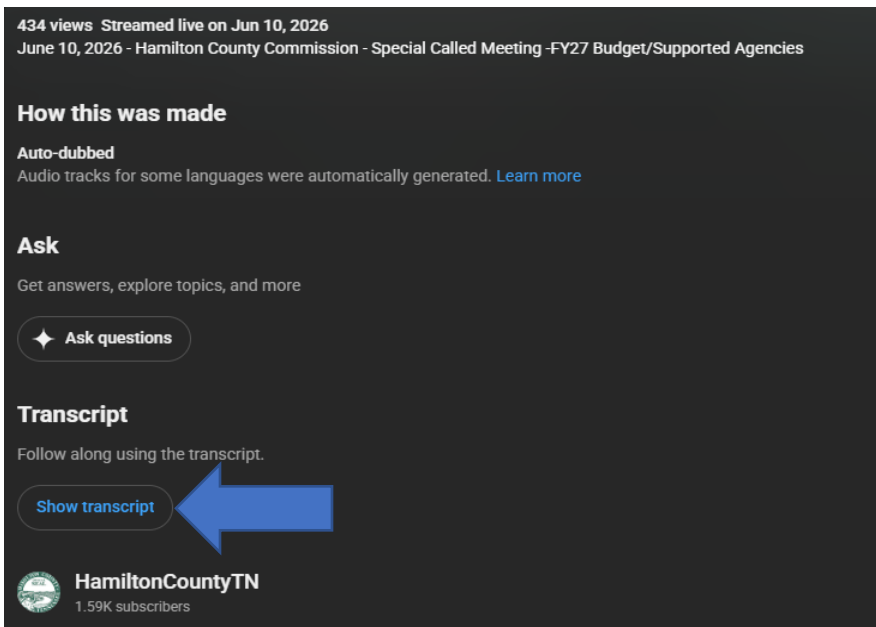 434 views Streamed live on Jun 10, 2026
June 10, 2026 - Hamilton County Commission - Special Called Meeting -FY27 Budget/Supported Agencies
How this was made
Auto-dubbed
Audio tracks for some languages were automatically generated. Learn more
Ask
Get answers, explore topics, and more
Ask questions
Transcript
Follow along using the transcript.
Show transcript
HamiltonCountyTN
1.59K subscribers